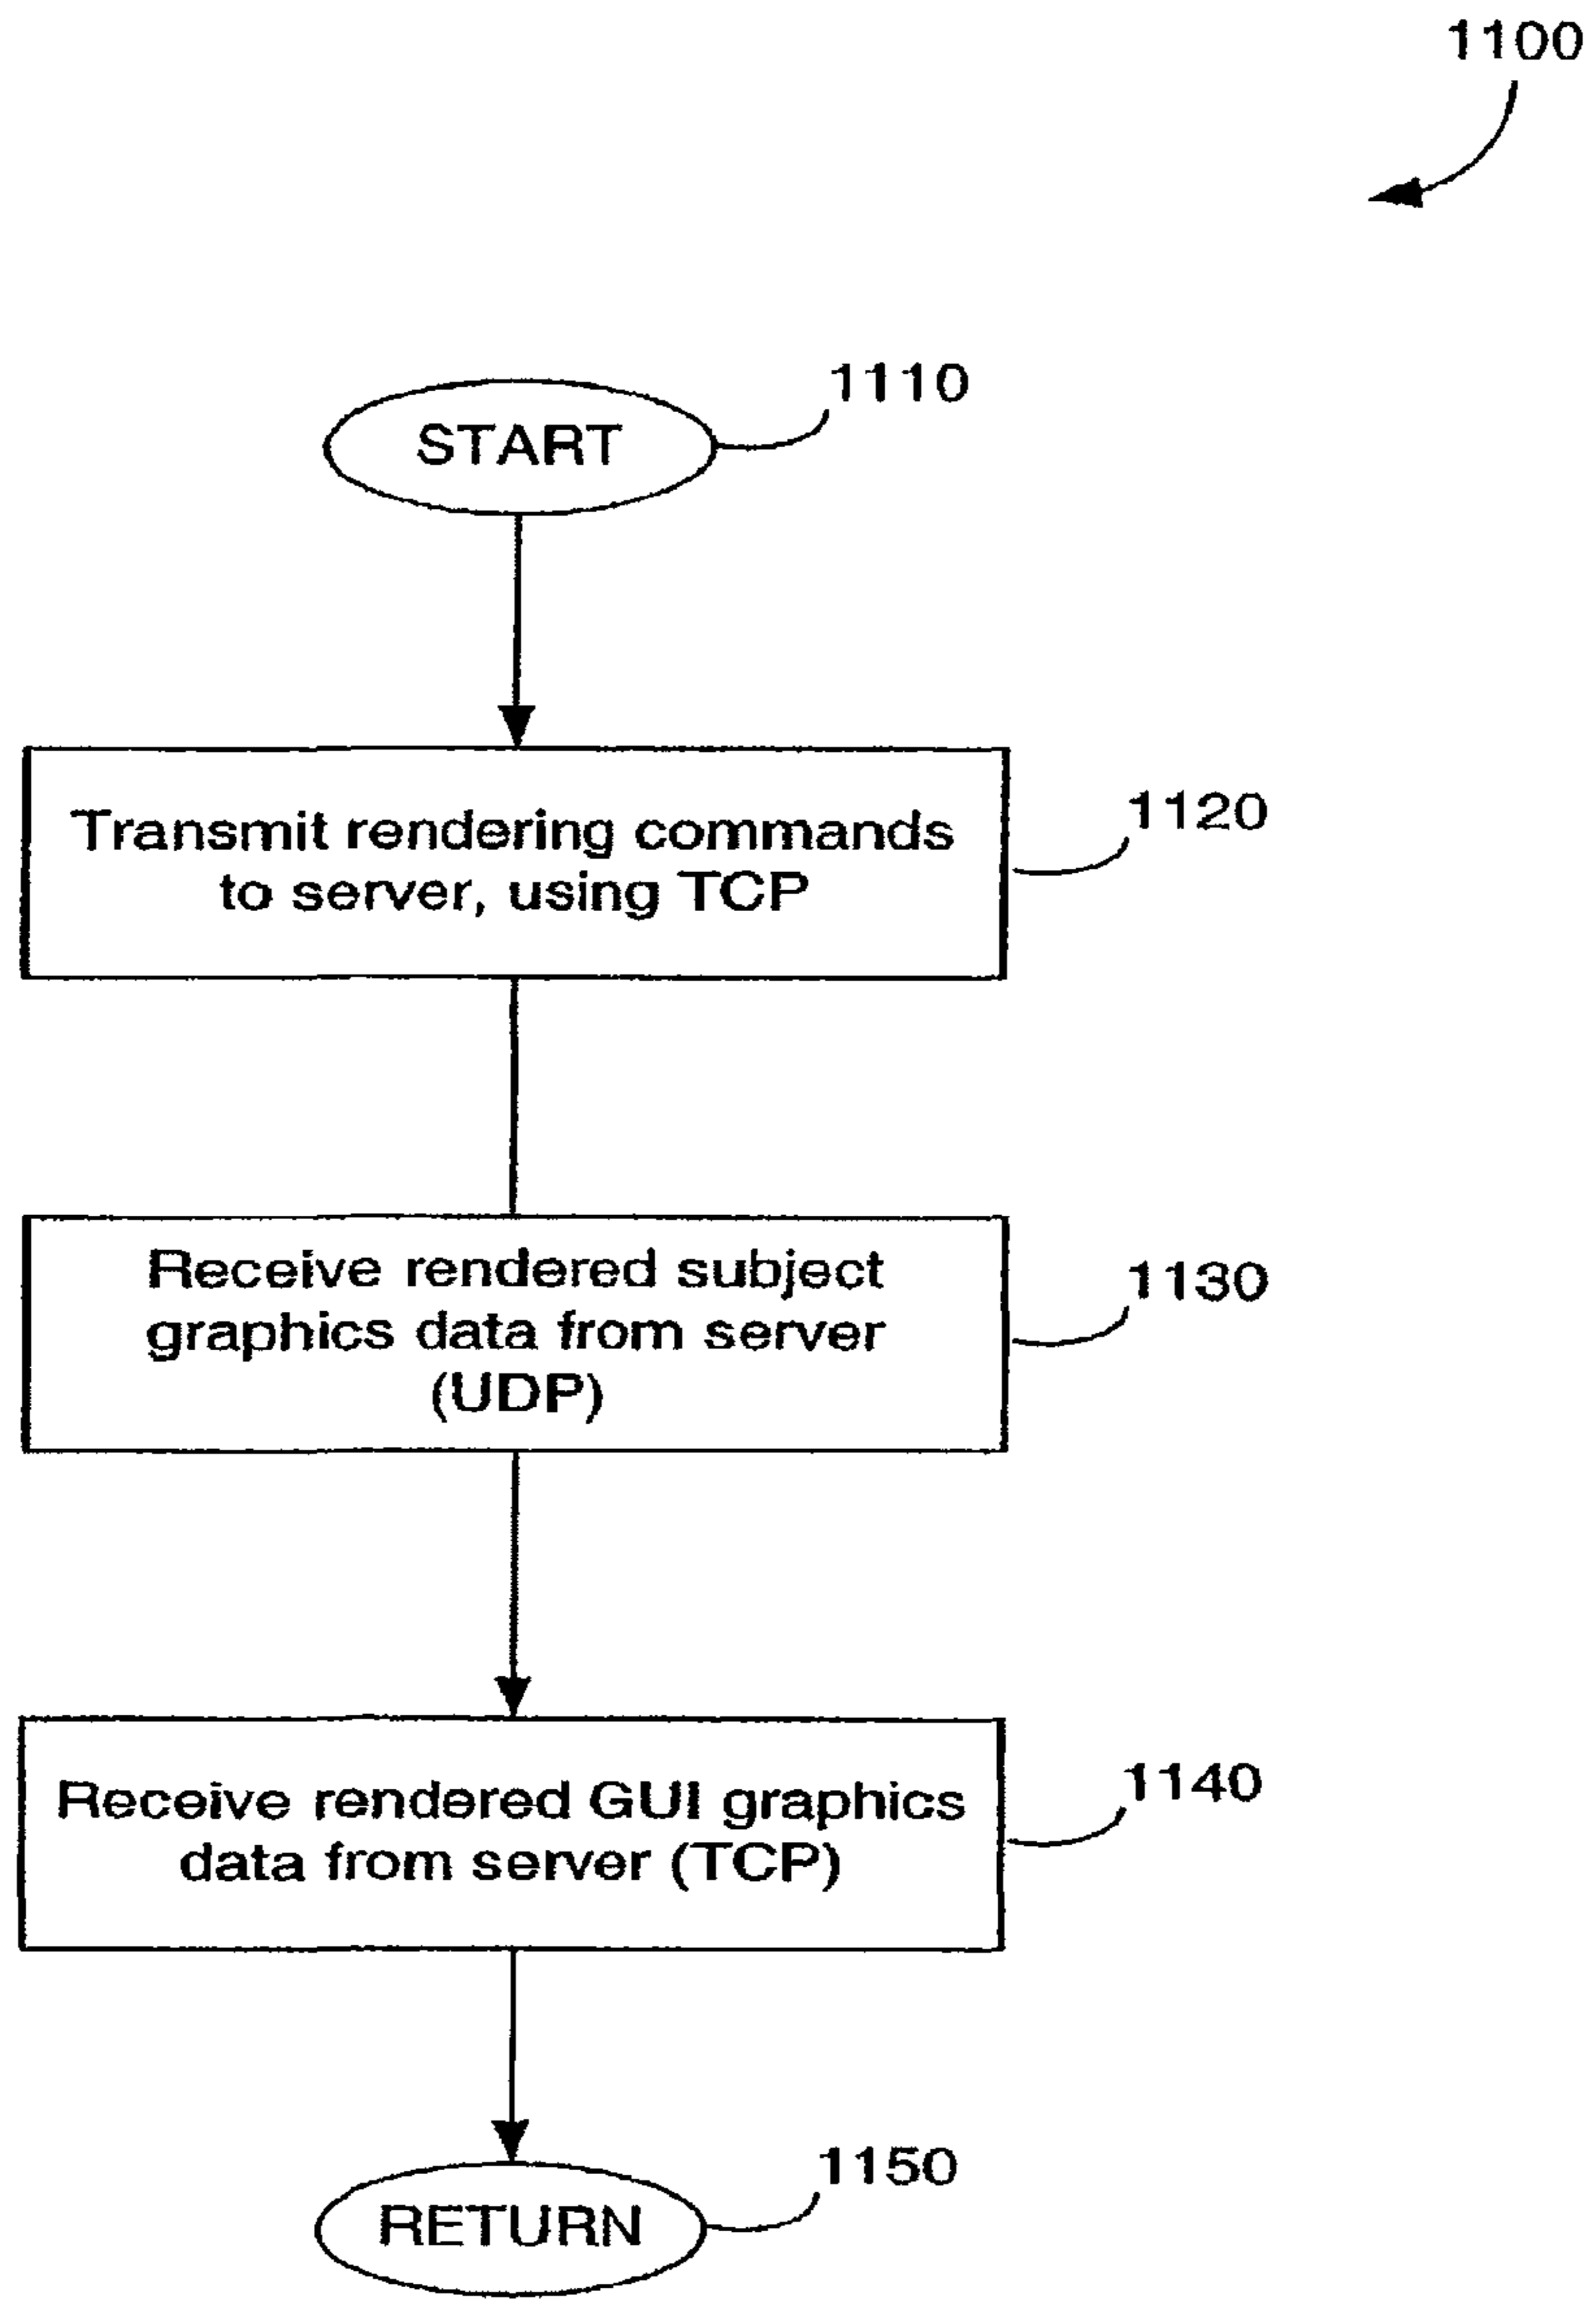 1100
START
1110
Transmit rendering commands
to server, using TCP
1120
Receive rendered subject
graphics data from server
(UDP)
1130
Receive rendered GUI graphics
data from server (TCP)
1140
RETURN
1150